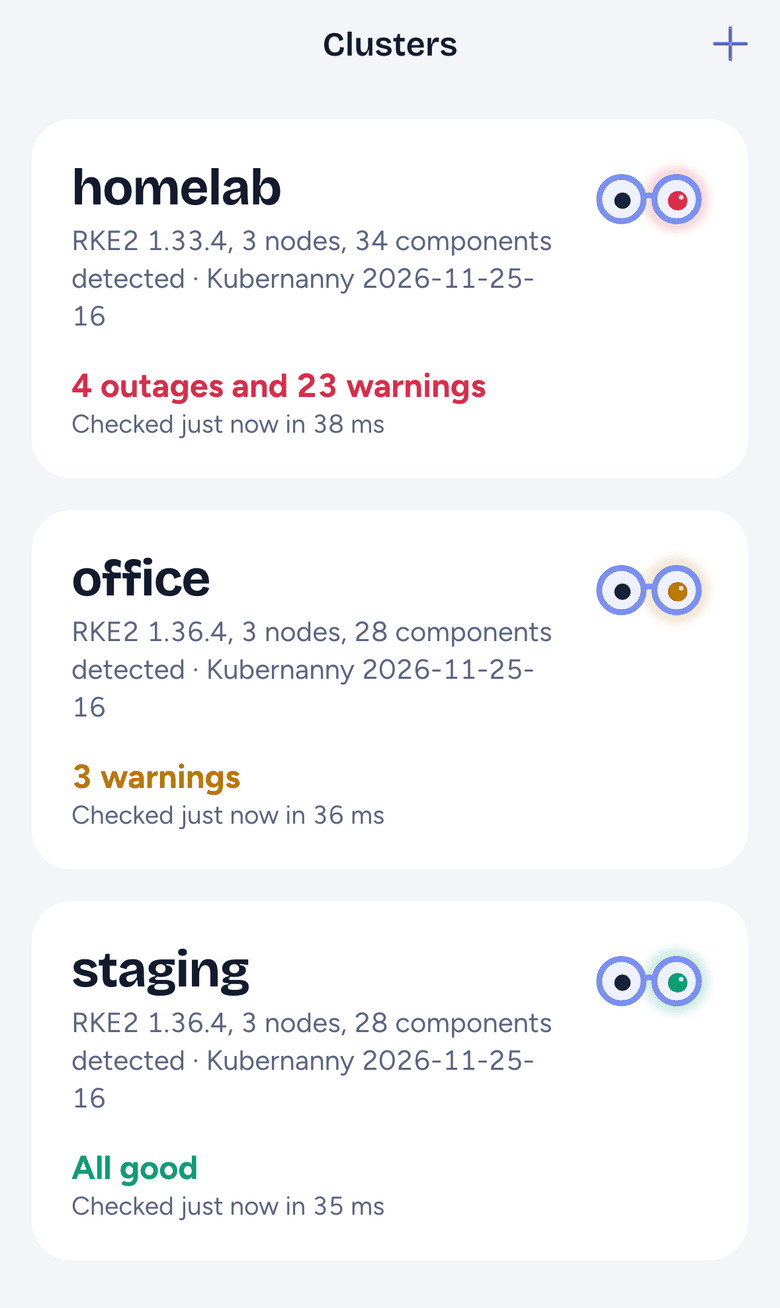 Clusters
homelab
RKE2 1.33.4, 3 nodes, 34 components
detected · Kubernanny 2026-11-25-
16
4 outages and 23 warnings
Checked just now in 38 ms
office
RKE2 1.36.4, 3 nodes, 28 components
detected · Kubernanny 2026-11-25-
16
3 warnings
Checked just now in 36 ms
staging
RKE2 1.36.4, 3 nodes, 28 components
detected · Kubernanny 2026-11-25-
16
All good
Checked just now in 35 ms